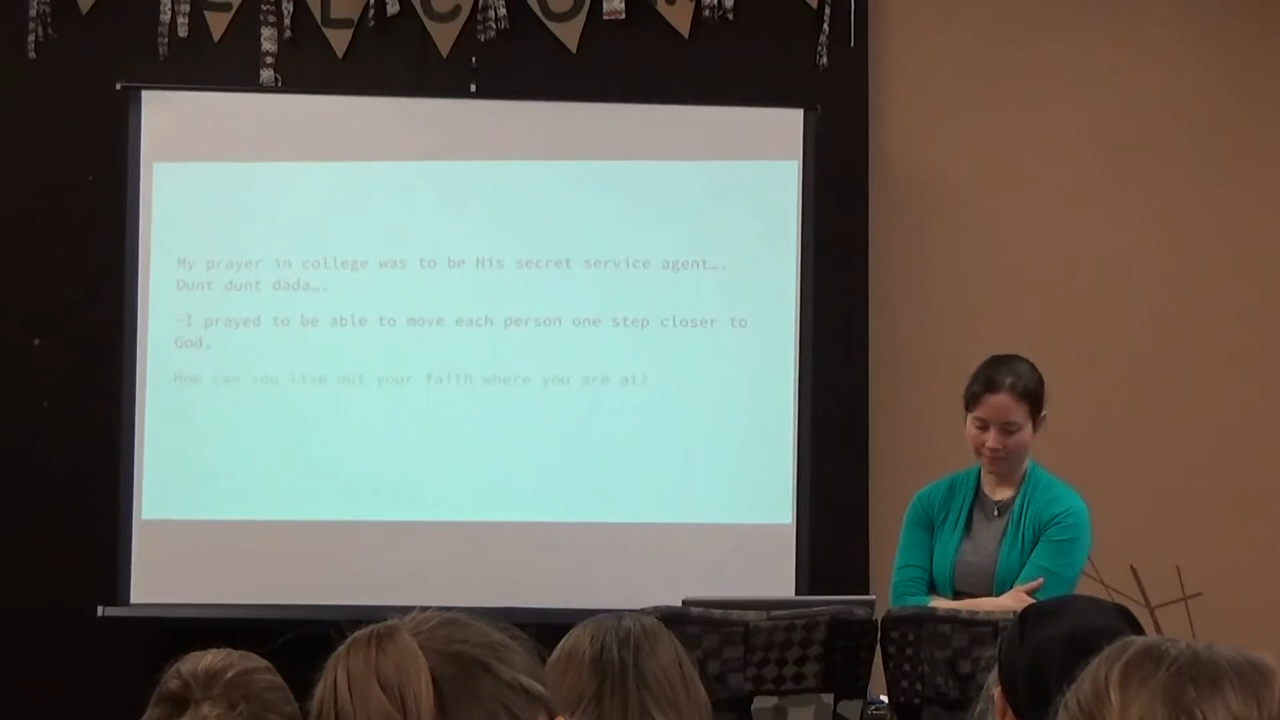 ELCO
My prayer in college was to be His secret service agent….
Dunt dunt dada….
-I prayed to be able to move each person one step closer to
God.
How can you live out your faith where you are at?